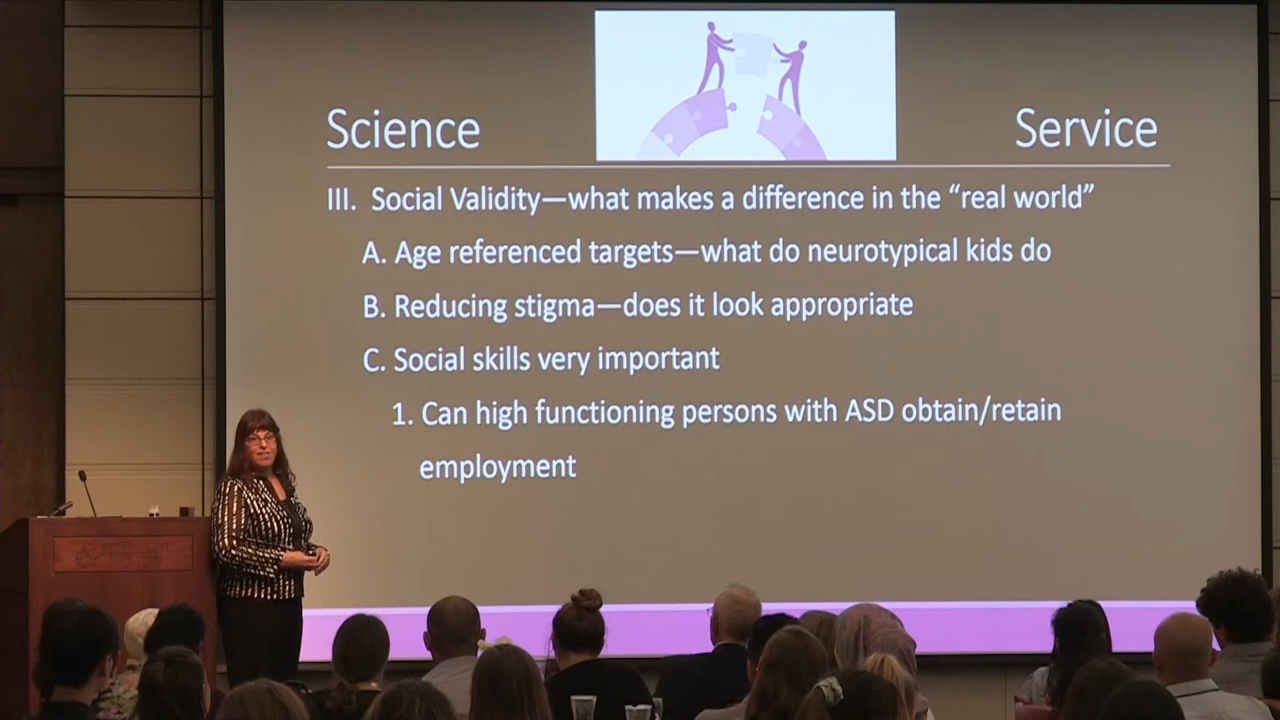 Science
Service
III. Social Validity—what makes a difference in the “real world”
A. Age referenced targets—what do neurotypical kids do
B. Reducing stigma—does it look appropriate
C. Social skills very important
1. Can high functioning persons with ASD obtain/retain
employment